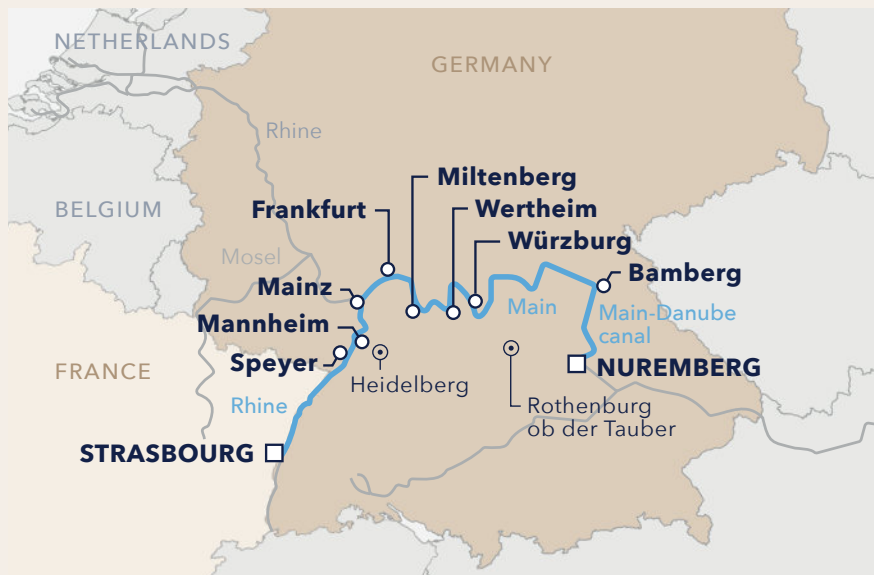 NETHERLANDS
GERMANY
Rhine
Miltenberg
BELGIUM
Frankfurt
Wertheim
Würzburg
Mosel
Bamberg
Mainz
Main
Main-Danube
canal
Mannheim
Speyer
NUREMBERG
FRANCE
Heidelberg
Rhine
Rothenburg
ob der Tauber
STRASBOURG